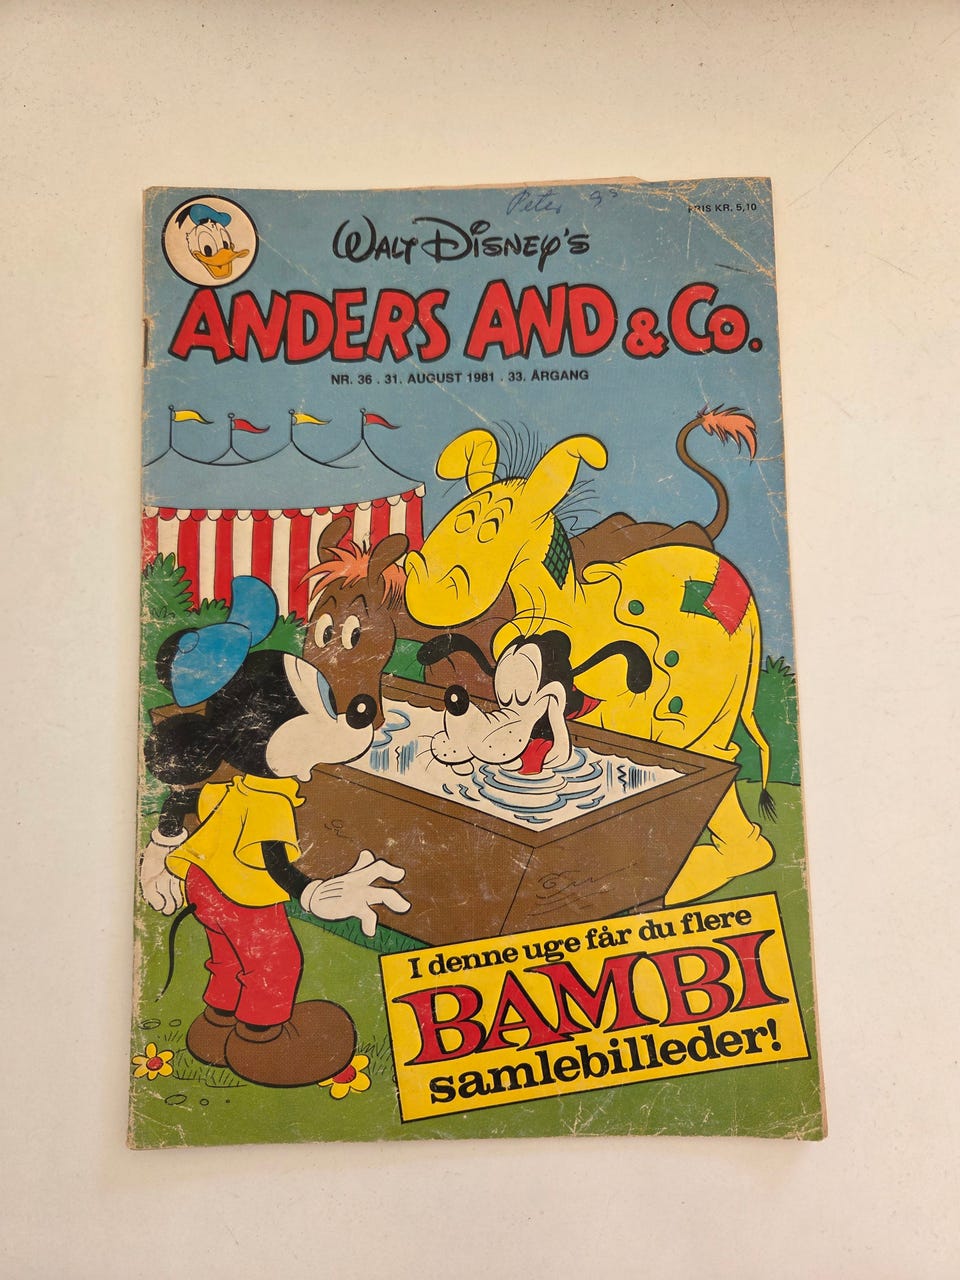 Peter
PRIS KR. 5,10
WALT DISNEY'S
ANDERS AND & CO.
NR. 36 . 31. AUGUST 1981 . 33. ÅRGANG
I denne uge får du flere
BAMBI
samlebilleder!